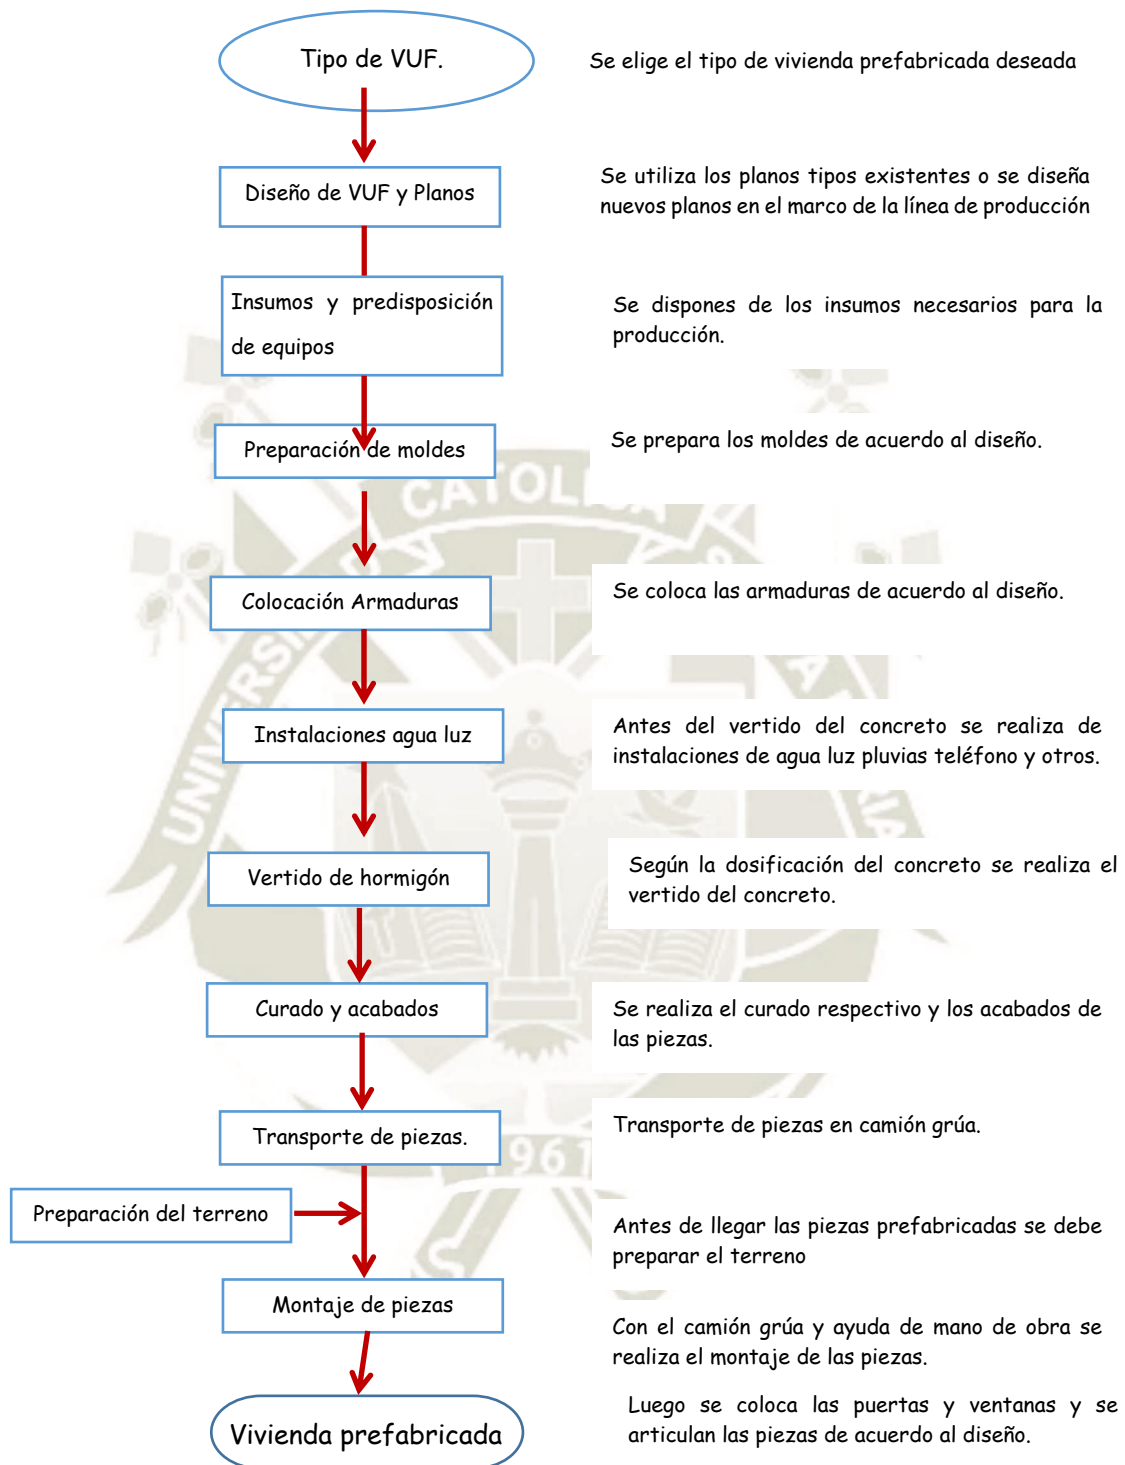 Tipo de VUF.
Se elige el tipo de vivienda prefabricada deseada
Diseño de VUF y Planos
Se utiliza los planos tipos existentes o se diseña
nuevos planos en el marco de la línea de producción
Insumos y predisposición
de equipos
Se dispones de los insumos necesarios para la
producción.
Preparación de moldes
Se prepara los moldes de acuerdo al diseño.
Colocación Armaduras
Se coloca las armaduras de acuerdo al diseño.
Instalaciones agua luz
Antes del vertido del concreto se realiza de
instalaciones de agua luz pluvias teléfono y otros.
Vertido de hormigón
Según la dosificación del concreto se realiza el
vertido del concreto.
Curado y acabados
Se realiza el curado respectivo y los acabados de
las piezas.
Transporte de piezas.
Transporte de piezas en camión grúa.
Preparación del terreno
Antes de llegar las piezas prefabricadas se debe
preparar el terreno
Montaje de piezas
Con el camión grúa y ayuda de mano de obra se
realiza el montaje de las piezas.
Vivienda prefabricada
Luego se coloca las puertas y ventanas y se
articulan las piezas de acuerdo al diseño.
1961